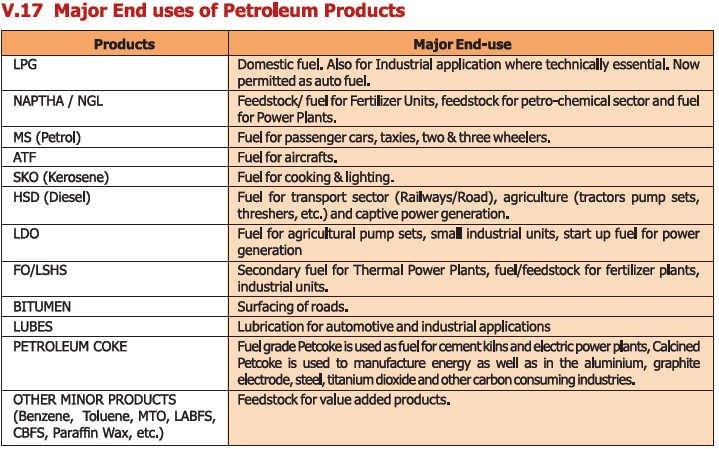 V.17 Major End uses of Petroleum Products
Products
Major End-use
LPG
Domestic fuel. Also for Industrial application where technically essential. Now
permitted as auto fuel.
NAPTHA / NGL
Feedstock/ fuel for Fertilizer Units, feedstock for petro-chemical sector and fuel
for Power Plants.
MS (Petrol)
Fuel for passenger cars, taxies, two & three wheelers.
ATF
Fuel for aircrafts.
SKO (Kerosene)
Fuel for cooking & lighting.
HSD (Diesel)
Fuel for transport sector (Railways/Road), agriculture (tractors pump sets,
threshers, etc.) and captive power generation.
LDO
Fuel for agricultural pump sets, small industrial units, start up fuel for power
generation
FO/LSHS
Secondary fuel for Thermal Power Plants, fuel/feedstock for fertilizer plants,
industrial units.
BITUMEN
Surfacing of roads.
LUBES
Lubrication for automotive and industrial applications
PETROLEUM COKE
Fuel grade Petcoke is used as fuel for cement kilns and electric power plants, Calcined
Petcoke is used to manufacture energy as well as in the aluminium, graphite
electrode, steel, titanium dioxide and other carbon consuming industries.
OTHER MINOR PRODUCTS
(Benzene, Toluene, MTO, LABFS,
CBFS, Paraffin Wax, etc.)
Feedstock for value added products.